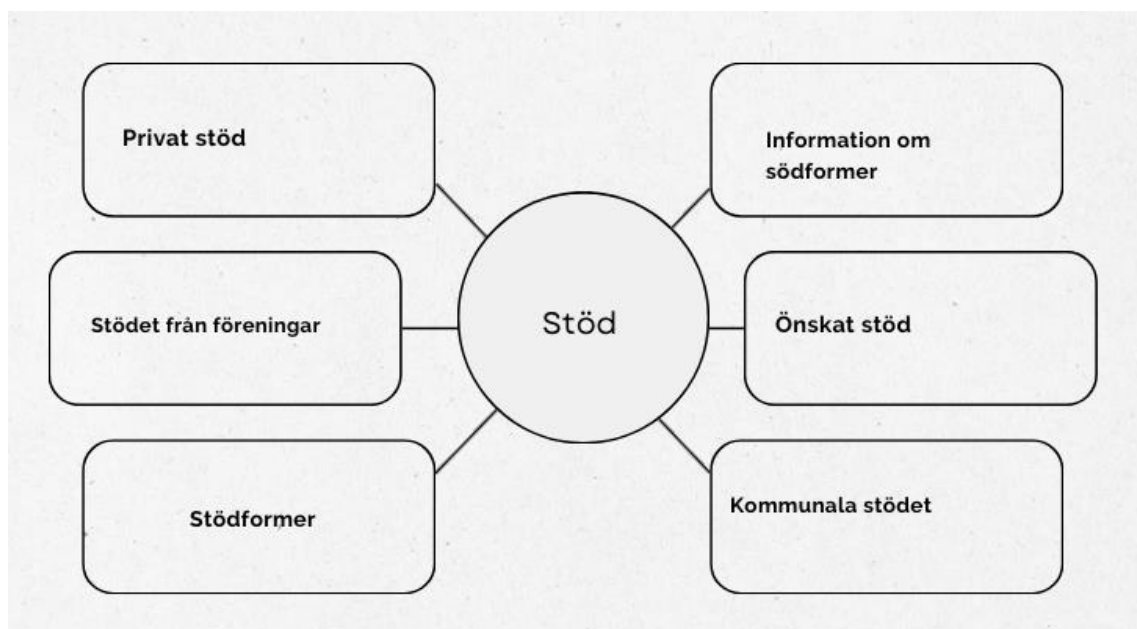 Privat stöd
Information om
södformer
Stödet från föreningar
Stöd
Önskat stöd
Stödformer
Kommunala stödet